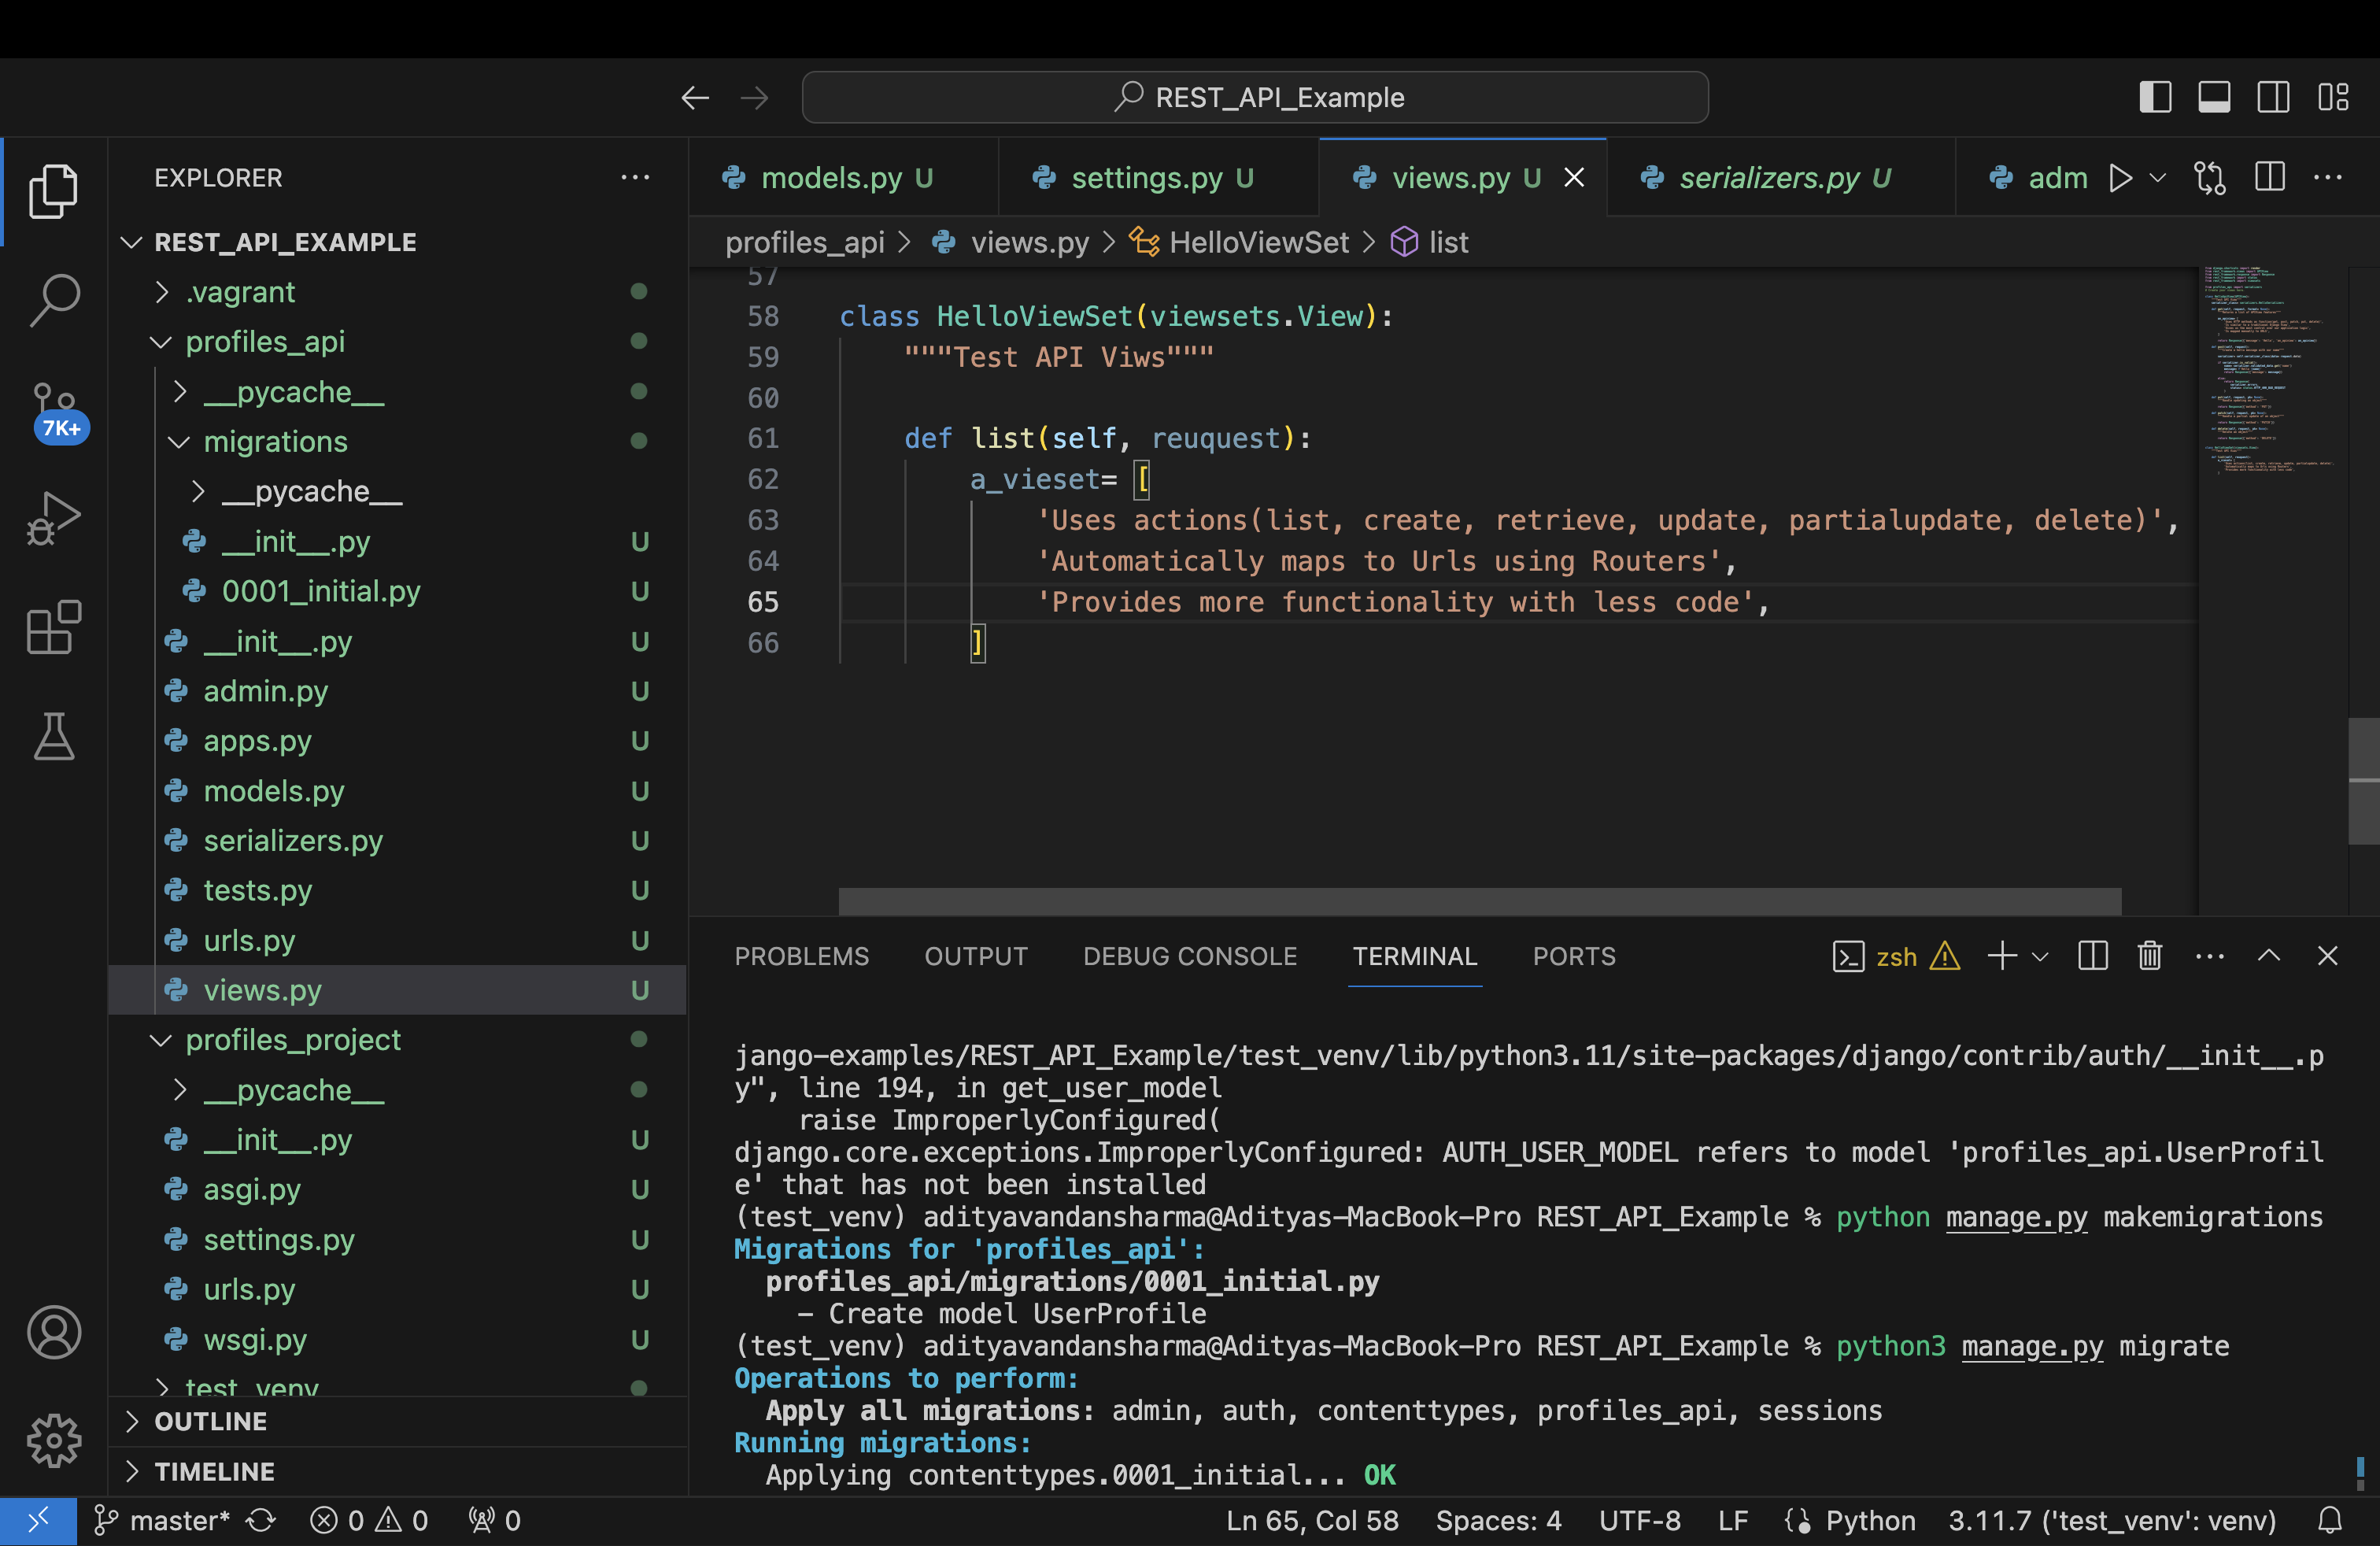 REST_API_Example
EXPLORER
REST_API_EXAMPLE
.vagrant
profiles_api
__pycache__
migrations
__pycache__
__init__.py U
0001_initial.py U
__init__.py U
admin.py U
apps.py U
models.py U
serializers.py U
tests.py U
urls.py U
views.py U
profiles_project
__pycache__
__init__.py U
asgi.py U
settings.py U
urls.py U
wsgi.py U
test_venv
OUTLINE
TIMELINE
7K+
models.py U settings.py U views.py U serializers.py U adm
profiles_api > views.py > HelloViewSet > list
57
58 class HelloViewSet(viewsets.View):
59 """Test API Viws"""
60
61 def list(self, reuquest):
62 a_vieset= [
63 'Uses actions(list, create, retrieve, update, partialupdate, delete)',
64 'Automatically maps to Urls using Routers',
65 'Provides more functionality with less code',
66 ]
PROBLEMS OUTPUT DEBUG CONSOLE TERMINAL PORTS zsh
jango-examples/REST_API_Example/test_venv/lib/python3.11/site-packages/django/contrib/auth/__init__.p
y", line 194, in get_user_model
raise ImproperlyConfigured(
django.core.exceptions.ImproperlyConfigured: AUTH_USER_MODEL refers to model 'profiles_api.UserProfil
e' that has not been installed
(test_venv) adityavandansharma@Adityas-MacBook-Pro REST_API_Example % python manage.py makemigrations
Migrations for 'profiles_api':
profiles_api/migrations/0001_initial.py
- Create model UserProfile
(test_venv) adityavandansharma@Adityas-MacBook-Pro REST_API_Example % python3 manage.py migrate
Operations to perform:
Apply all migrations: admin, auth, contenttypes, profiles_api, sessions
Running migrations:
Applying contenttypes.0001_initial... OK
master* 0 0 0 Ln 65, Col 58 Spaces: 4 UTF-8 LF Python 3.11.7 ('test_venv': venv)